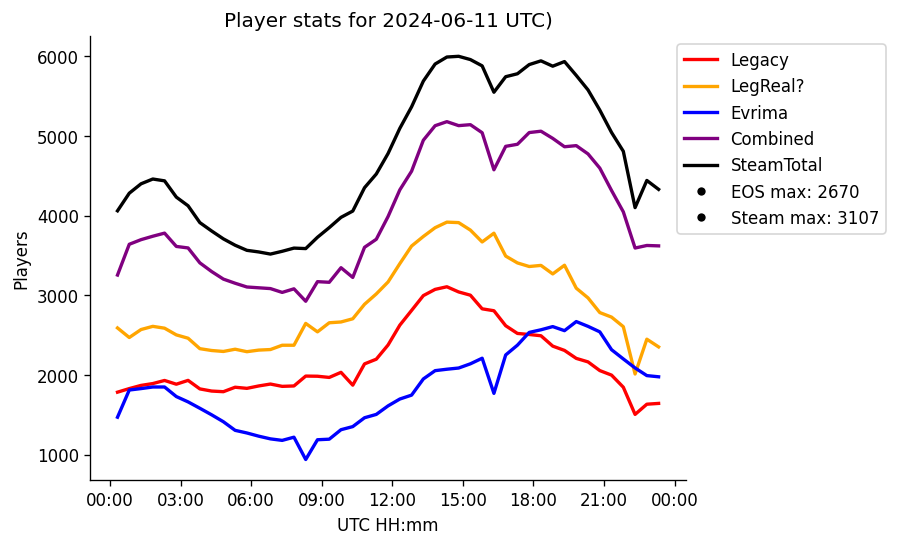 Player stats for 2024-06-11 UTC)
Players
6000
5000
4000
3000
2000
1000
00:00 03:00 06:00 09:00 12:00 15:00 18:00 21:00 00:00
UTC HH:mm
Legacy
LegReal?
Evrima
Combined
SteamTotal
EOS max: 2670
Steam max: 3107